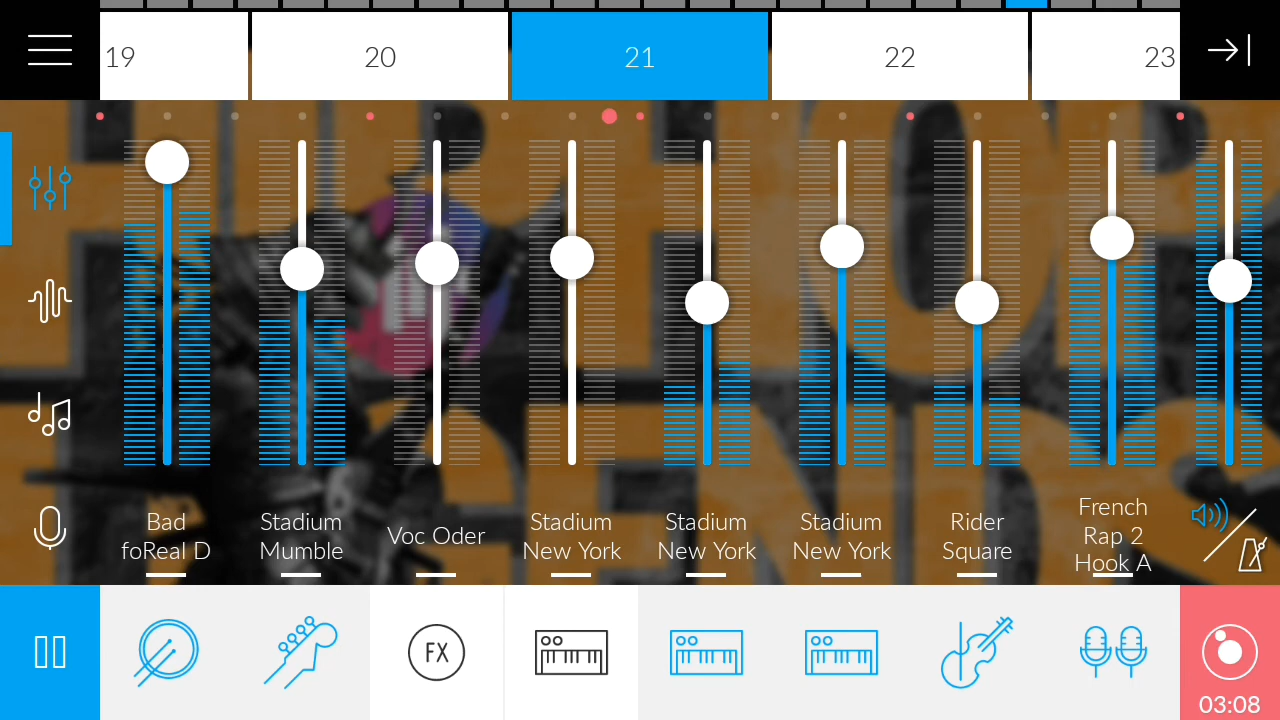 19
20
21
22
23
Bad
foReal D
Stadium
Mumble
Voc Oder
Stadium
New York
Stadium
New York
Stadium
New York
Rider
Square
French
Rap 2
Hook A
FX
03:08